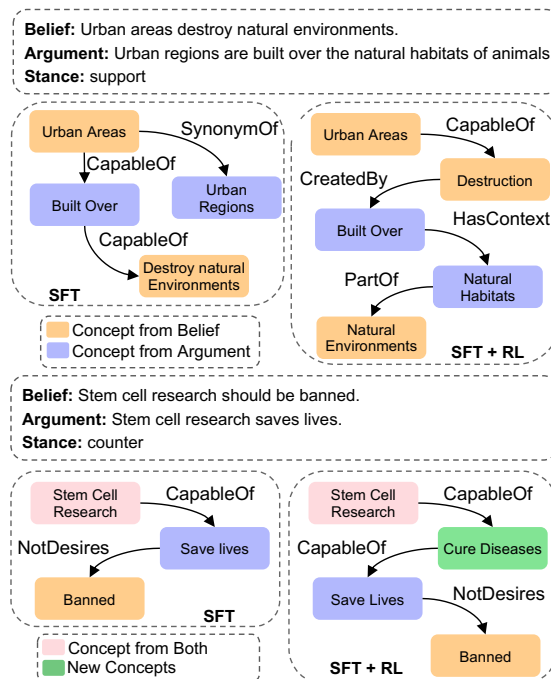 Belief: Urban areas destroy natural environments.
Argument: Urban regions are built over the natural habitats of animals
Stance: support
Urban Areas
SynonymOf
CapableOf
Built Over
Urban
Regions
CapableOf
Destroy natural
Environments
SFT
Urban Areas
CapableOf
CreatedBy
Destruction
Built Over
HasContext
PartOf
Natural
Habitats
Natural
Environments
SFT + RL
Concept from Belief
Concept from Argument
Belief: Stem cell research should be banned.
Argument: Stem cell research saves lives.
Stance: counter
Stem Cell
Research
CapableOf
NotDesires
Save lives
Banned
SFT
Stem Cell
Research
CapableOf
CapableOf
Cure Diseases
Save Lives
NotDesires
Banned
SFT + RL
Concept from Both
New Concepts